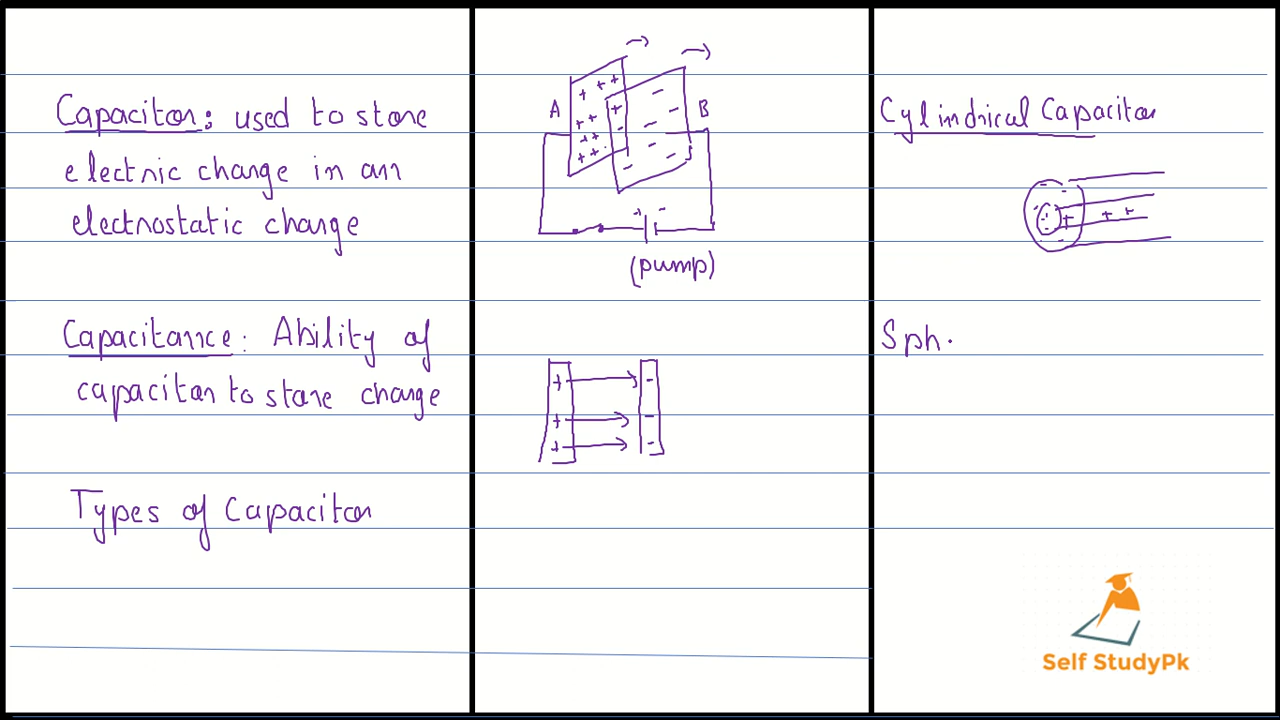 Capacitor: used to store
electric charge in an
electrostatic charge
Capacitance: Ability of
capacitor to store charge
Types of Capacitor
A
B
(pump)
Cylindrical Capacitor
Sph.
Self StudyPk